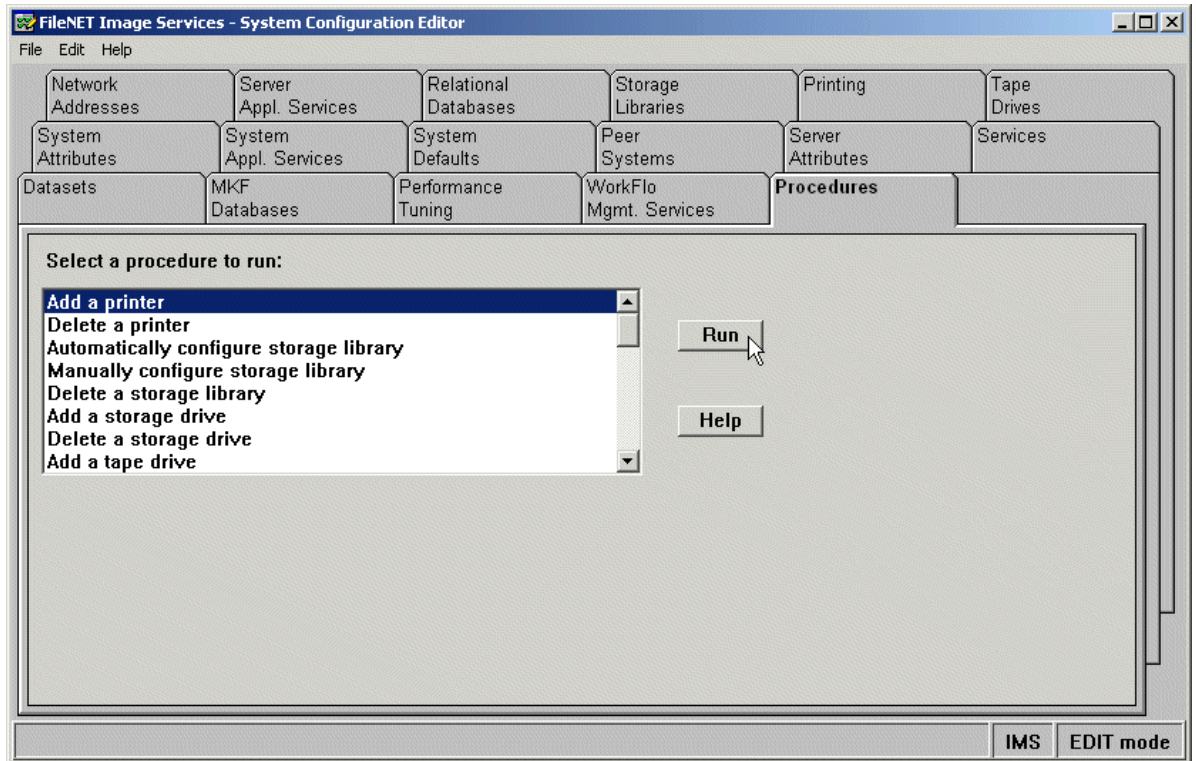 FileNET Image Services - System Configuration Editor
File Edit Help
Network Addresses
Server Appl. Services
Relational Databases
Storage Libraries
Printing
Tape Drives
System Attributes
System Appl. Services
System Defaults
Peer Systems
Server Attributes
Services
Datasets
MKF Databases
Performance Tuning
WorkFlo Mgmt. Services
Procedures
Select a procedure to run:
Add a printer
Delete a printer
Automatically configure storage library
Manually configure storage library
Delete a storage library
Add a storage drive
Delete a storage drive
Add a tape drive
Run
Help
IMS
EDIT mode